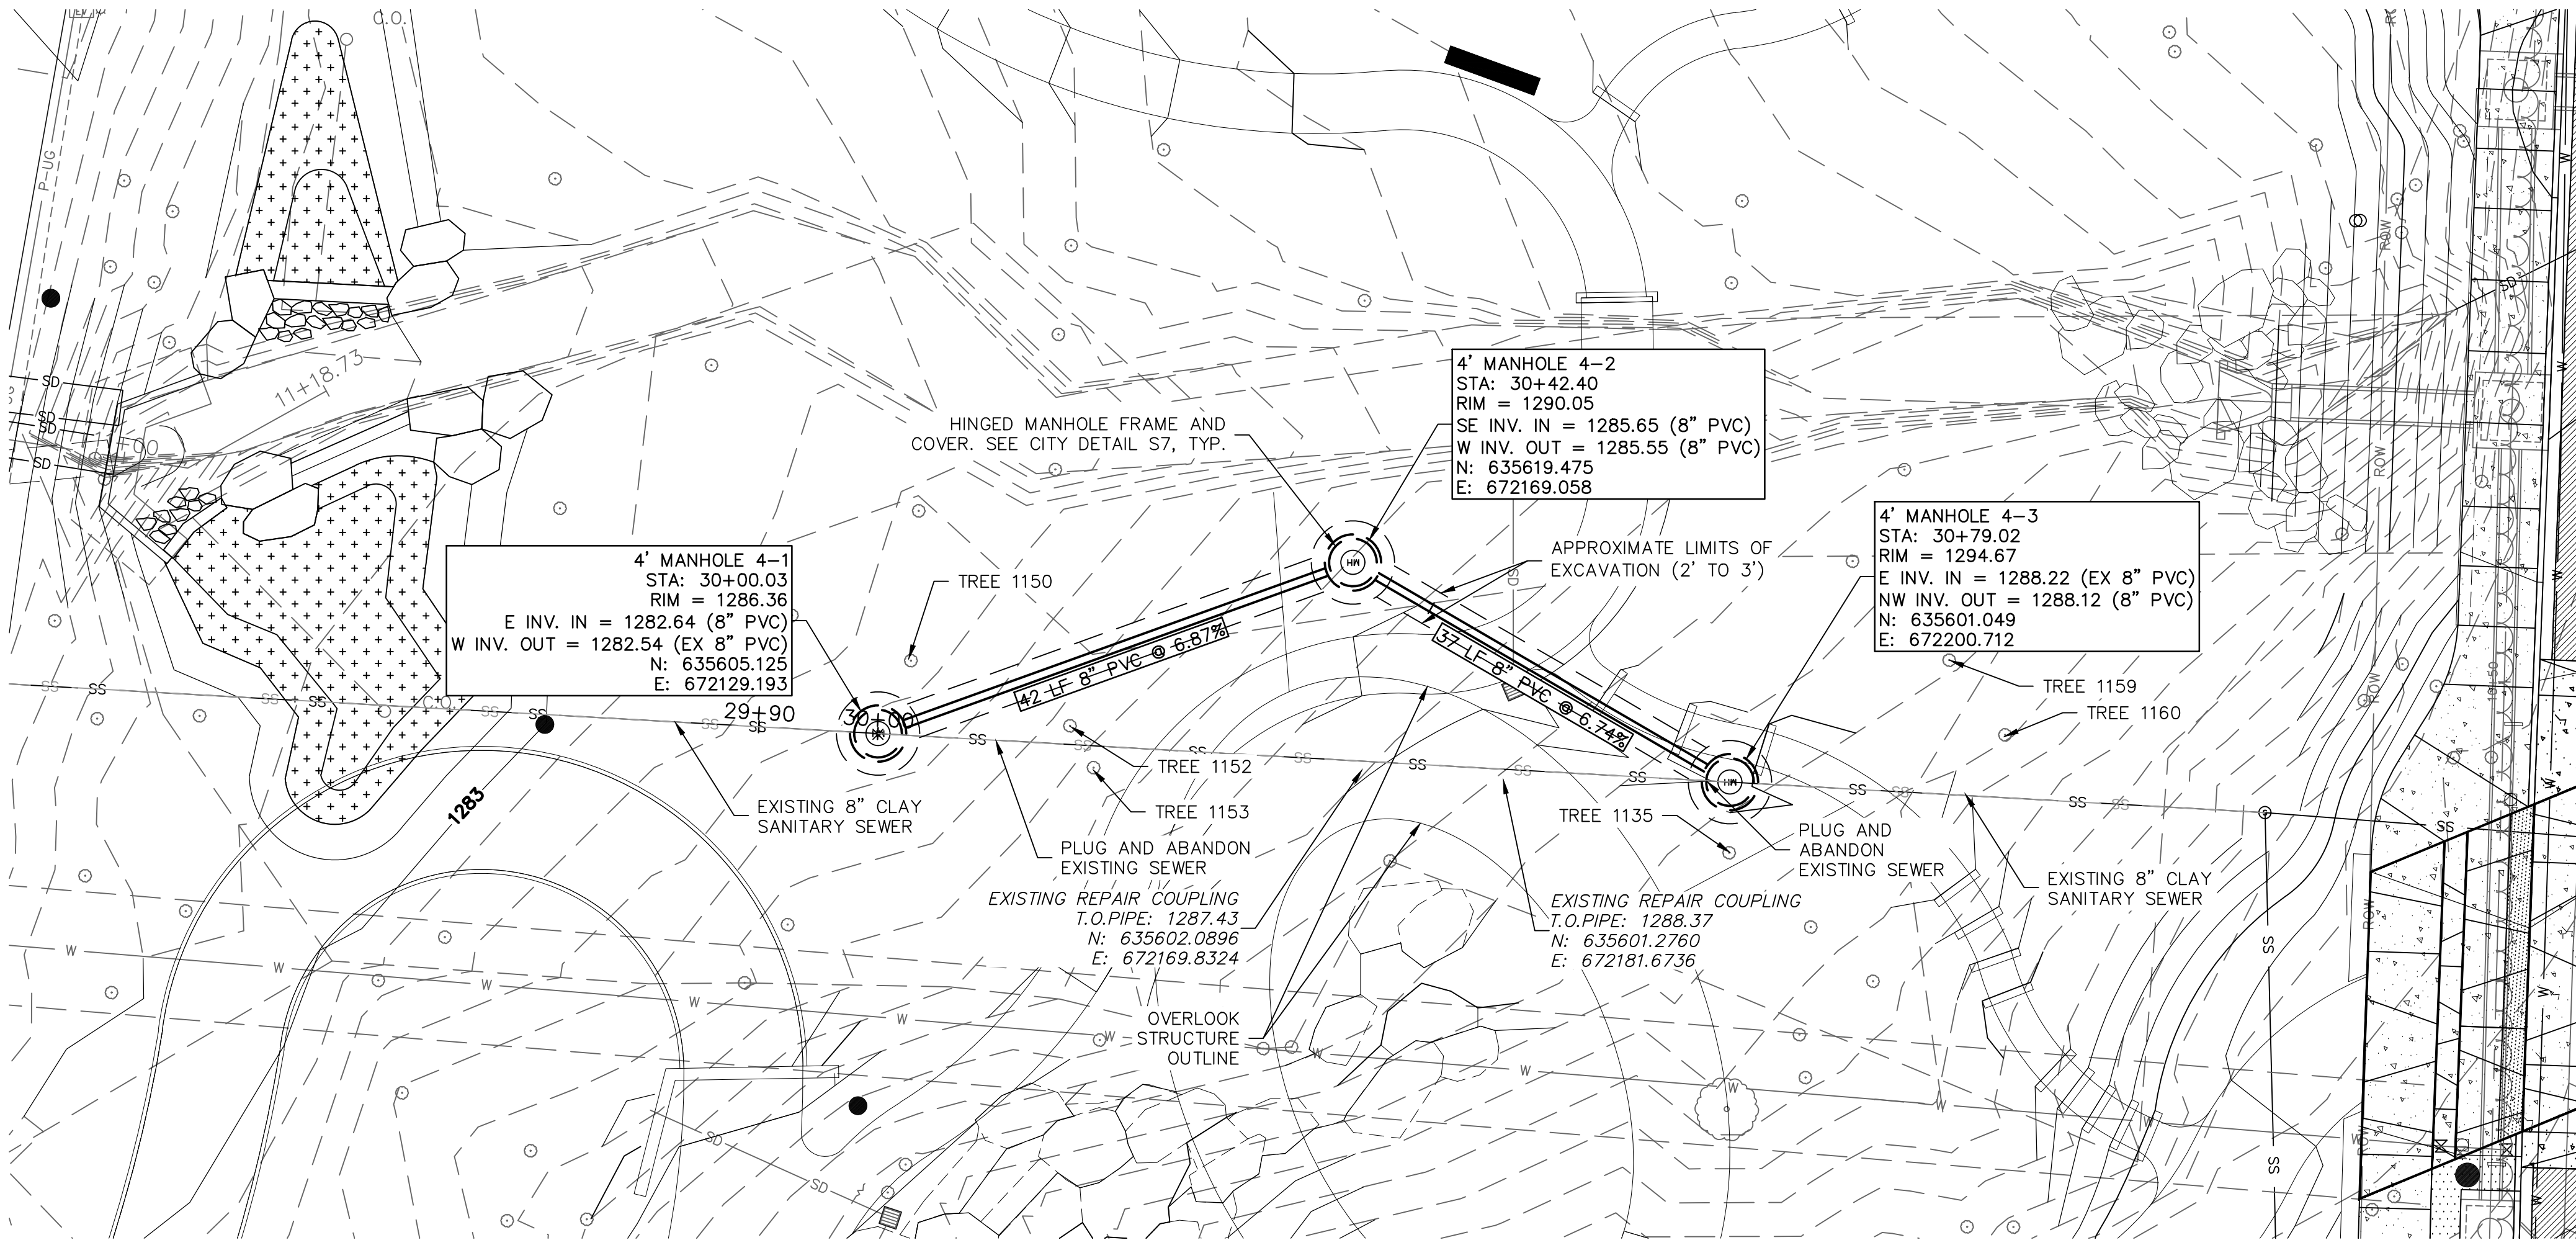 C.O.
P-UG
11+18.73
SD
SD
SD
SD
HINGED MANHOLE FRAME AND
COVER. SEE CITY DETAIL S7, TYP.
4' MANHOLE 4-2
STA: 30+42.40
RIM = 1290.05
SE INV. IN = 1285.65 (8" PVC)
W INV. OUT = 1285.55 (8" PVC)
N: 635619.475
E: 672169.058
4' MANHOLE 4-3
STA: 30+79.02
RIM = 1294.67
E INV. IN = 1288.22 (EX 8" PVC)
NW INV. OUT = 1288.12 (8" PVC)
N: 635601.049
E: 672200.712
4' MANHOLE 4-1
STA: 30+00.03
RIM = 1286.36
E INV. IN = 1282.64 (8" PVC)
W INV. OUT = 1282.54 (EX 8" PVC)
N: 635605.125
E: 672129.193
APPROXIMATE LIMITS OF
EXCAVATION (2' TO 3')
MH
TREE 1150
42 LF 8" PVC @ 6.87%
37 LF 8" PVC @ 6.74%
MH
29+90
30+00
C.O.
TREE 1159
TREE 1160
TREE 1152
TREE 1153
TREE 1135
1283
EXISTING 8" CLAY
SANITARY SEWER
PLUG AND ABANDON
EXISTING SEWER
PLUG AND
ABANDON
EXISTING SEWER
EXISTING 8" CLAY
SANITARY SEWER
EXISTING REPAIR COUPLING
T.O.PIPE: 1287.43
N: 635602.0896
E: 672169.8324
EXISTING REPAIR COUPLING
T.O.PIPE: 1288.37
N: 635601.2760
E: 672181.6736
OVERLOOK
STRUCTURE
OUTLINE
SS
SS
SS
SS
SS
SS
SS
SS
SS
SS
SS
SS
SS
W
W
W
W
W
W
W
W
W
W
SD
SD
SD
ROW
ROW
ROW
ROW